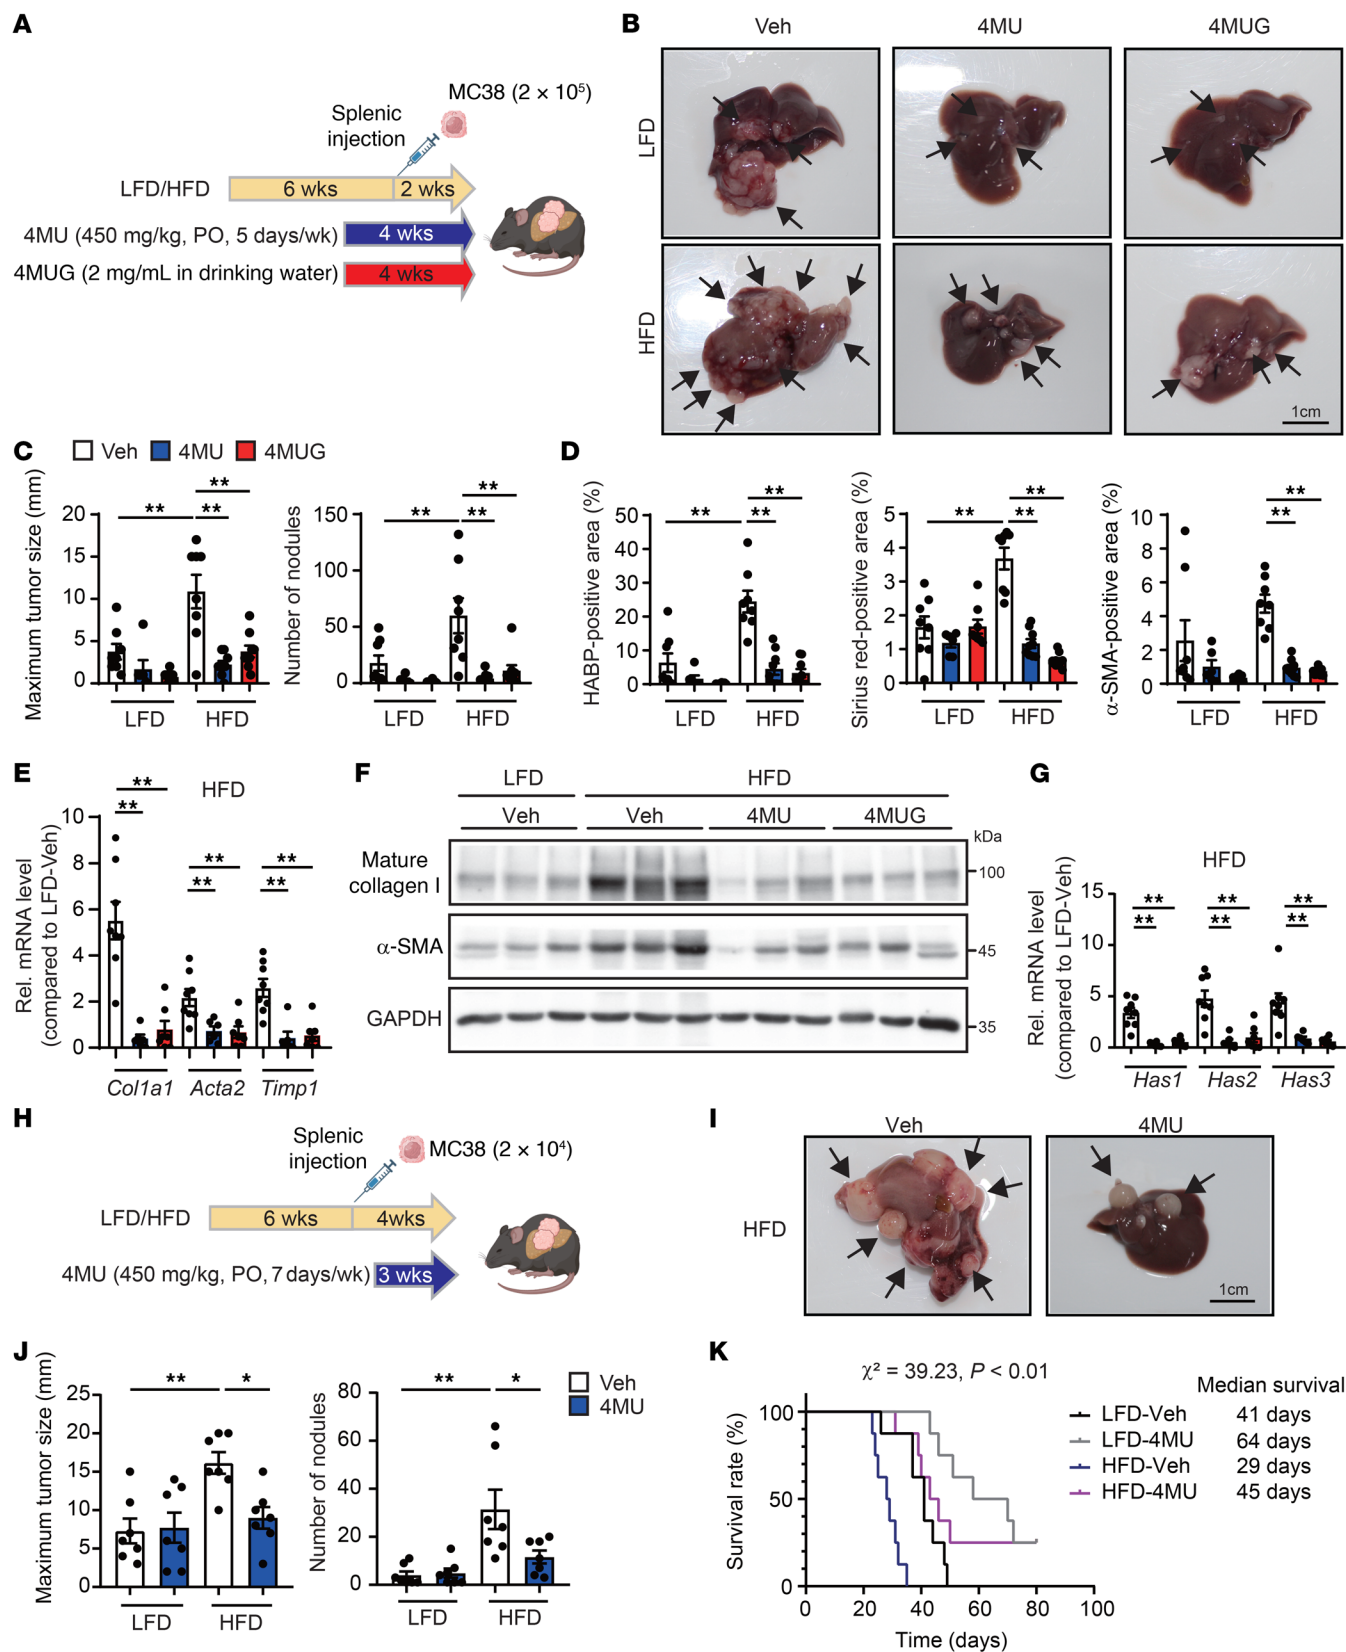 A
MC38 (2 × 10⁵)
Splenic
injection
LFD/HFD
6 wks
2 wks
4MU (450 mg/kg, PO, 5 days/wk)
4 wks
4MUG (2 mg/mL in drinking water)
4 wks
B
Veh
4MU
4MUG
LFD
HFD
1cm
C
Veh
4MU
4MUG
Maximum tumor size (mm)
20
15
10
5
0
**
**
**
LFD
HFD
Number of nodules
150
100
50
0
**
**
**
LFD
HFD
D
HABP-positive area (%)
50
40
30
20
10
0
**
**
**
LFD
HFD
Sirius red-positive area (%)
5
4
3
2
1
0
**
**
**
LFD
HFD
α-SMA-positive area (%)
10
8
6
4
2
0
**
**
LFD
HFD
E
HFD
Rel. mRNA level
(compared to LFD-Veh)
10
8
6
4
2
0
**
**
**
**
**
**
Col1a1
Acta2
Timp1
F
LFD
HFD
Veh
Veh
4MU
4MUG
kDa
Mature
collagen I
100
α-SMA
45
GAPDH
35
G
HFD
Rel. mRNA level
(compared to LFD-Veh)
15
10
5
0
**
**
**
**
**
**
Has1
Has2
Has3
H
Splenic
injection
MC38 (2 × 10⁴)
LFD/HFD
6 wks
4wks
4MU (450 mg/kg, PO, 7 days/wk)
3 wks
I
Veh
4MU
HFD
1cm
J
Maximum tumor size (mm)
25
20
15
10
5
0
**
*
LFD
HFD
Number of nodules
80
60
40
20
0
**
*
LFD
HFD
Veh
4MU
K
χ² = 39.23, P < 0.01
Median survival
LFD-Veh 41 days
LFD-4MU 64 days
HFD-Veh 29 days
HFD-4MU 45 days
Survival rate (%)
100
50
0
0
20
40
60
80
100
Time (days)